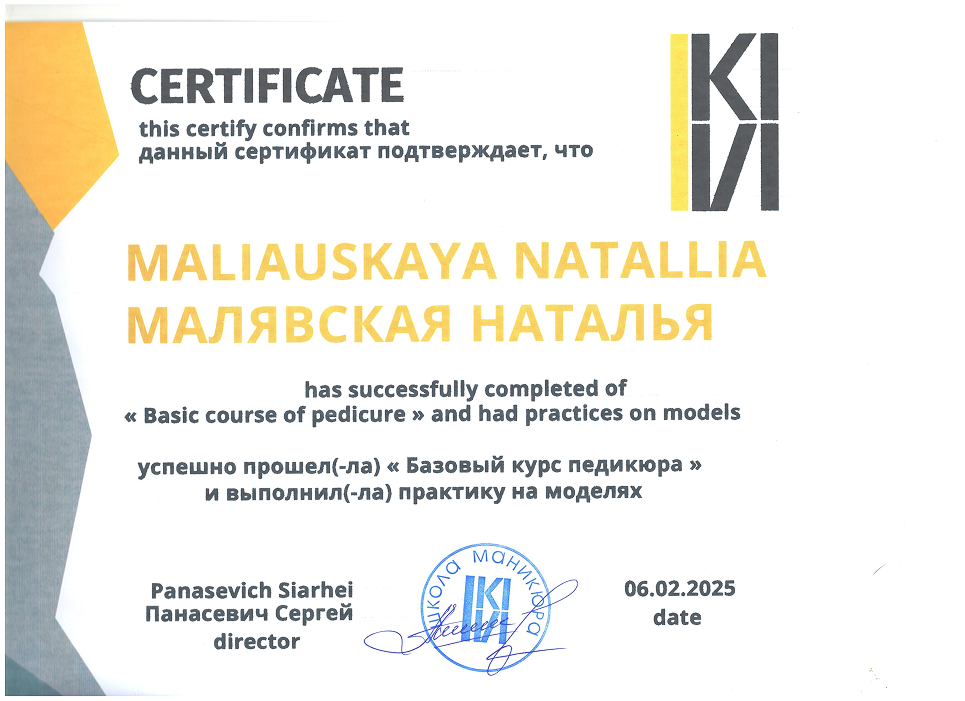 CERTIFICATE
this certify confirms that
данный сертификат подтверждает, что
KI
VI
MALIAUSKAYA NATALLIA
МАЛЯВСКАЯ НАТАЛЬЯ
has successfully completed of
« Basic course of pedicure » and had practices on models
успешно прошел(-ла) « Базовый курс педикюра »
и выполнил(-ла) практику на моделях
Panasevich Siarhei
Панасевич Сергей
director
школа маникюра
KI
VI
06.02.2025
date